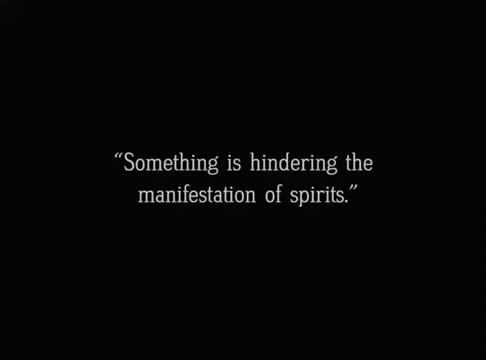 “Something is hindering the
manifestation of spirits.”